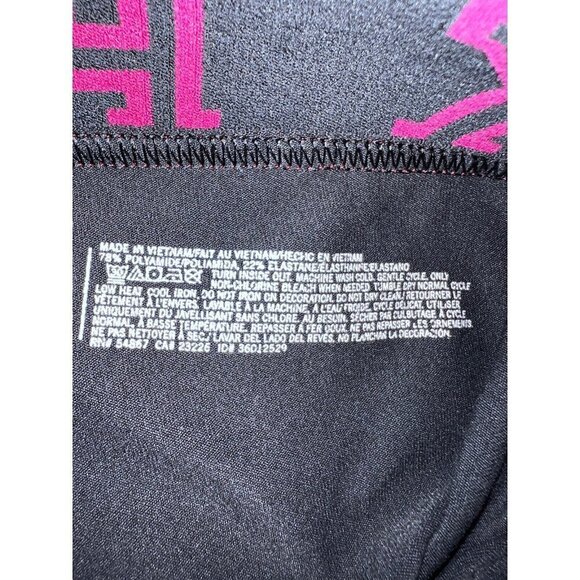 MADE IN VIETNAM/FAIT AU VIETNAM/HECHO EN VIETNAM
78% POLYAMIDE/POLIAMIDA, 22% ELASTANE/ELASTHANNE/ELASTANO
30 TURN INSIDE OUT. MACHINE WASH COLD. GENTLE CYCLE. ONLY
NON-CHLORINE BLEACH WHEN NEEDED. TUMBLE DRY NORMAL CYCLE
LOW HEAT. COOL IRON. DO NOT IRON ON DECORATION. DO NOT DRY CLEAN/RETOURNER LE
VÊTEMENT À L'ENVERS. LAVAGE À LA MACHINE, À L'EAU FROIDE. CYCLE DÉLICAT. UTILISER
UNIQUEMENT DU JAVELLISANT SANS CHLORE, AU BESOIN. SÉCHAGE PAR CULBUTAGE À CYCLE
NORMAL, À BASSE TEMPÉRATURE. REPASSER À FER DOUX. NE PAS REPASSER LES ORNEMENTS.
NE PAS NETTOYER À SEC/ LAVAR DEL LADO DEL REVÉS. NO PLANCHAR LA DECORACIÓN
RN# 54867 CA# 23226 ID# 36012529